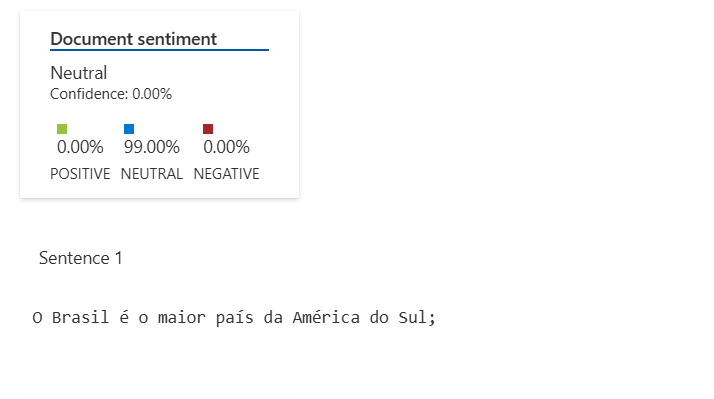 Document sentiment
Neutral
Confidence: 0.00%
0.00% 99.00% 0.00%
POSITIVE NEUTRAL NEGATIVE
Sentence 1
O Brasil é o maior país da América do Sul;